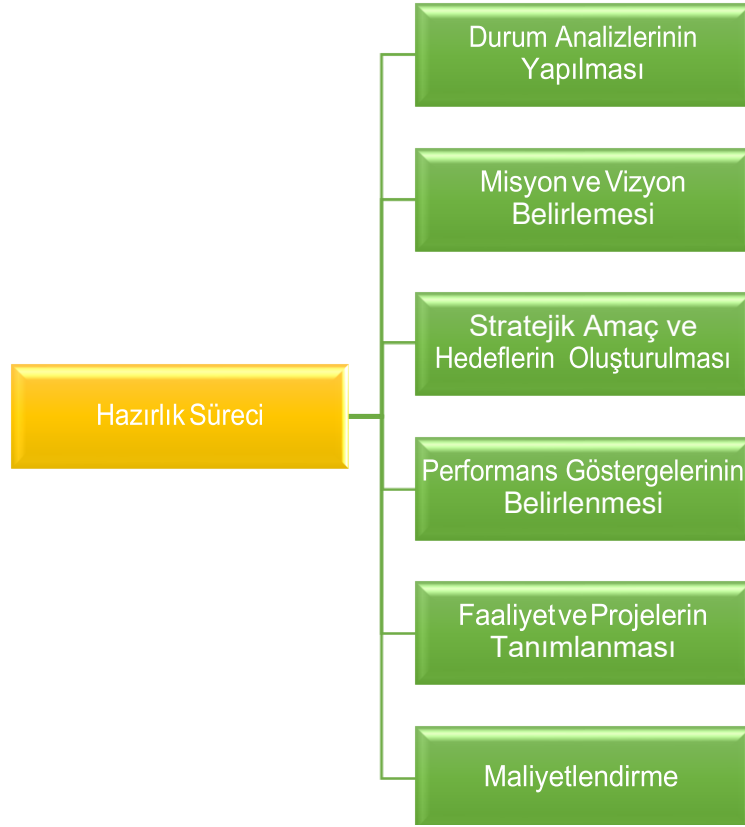 Durum Analizlerinin
Yapılması
Misyon ve Vizyon
Belirlemesi
Stratejik Amaç ve
Hedeflerin Oluşturulması
Hazırlık Süreci
Performans Göstergelerinin
Belirlenmesi
Faaliyet ve Projelerin
Tanımlanması
Maliyetlendirme